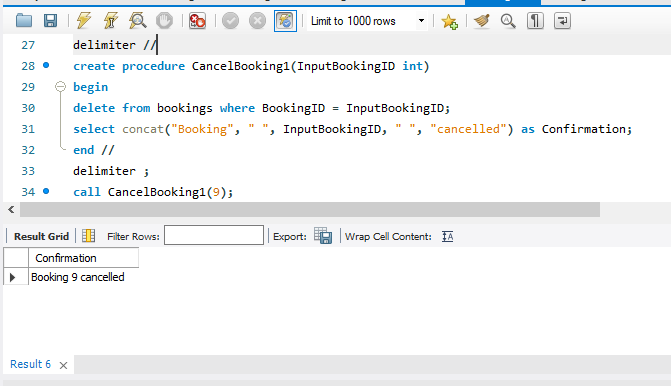 Limit to 1000 rows
27 delimiter //
28 create procedure CancelBooking1(InputBookingID int)
29 begin
30 delete from bookings where BookingID = InputBookingID;
31 select concat("Booking", " ", InputBookingID, " ", "cancelled") as Confirmation;
32 end //
33 delimiter ;
34 call CancelBooking1(9);
Result Grid Filter Rows: Export: Wrap Cell Content:
Confirmation
Booking 9 cancelled
Result 6